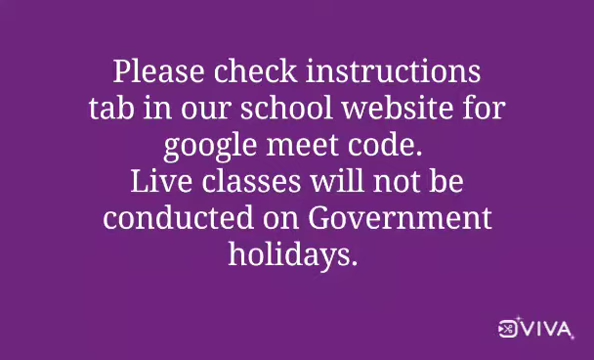 Please check instructions
tab in our school website for
google meet code.
Live classes will not be
conducted on Government
holidays.
VIVA